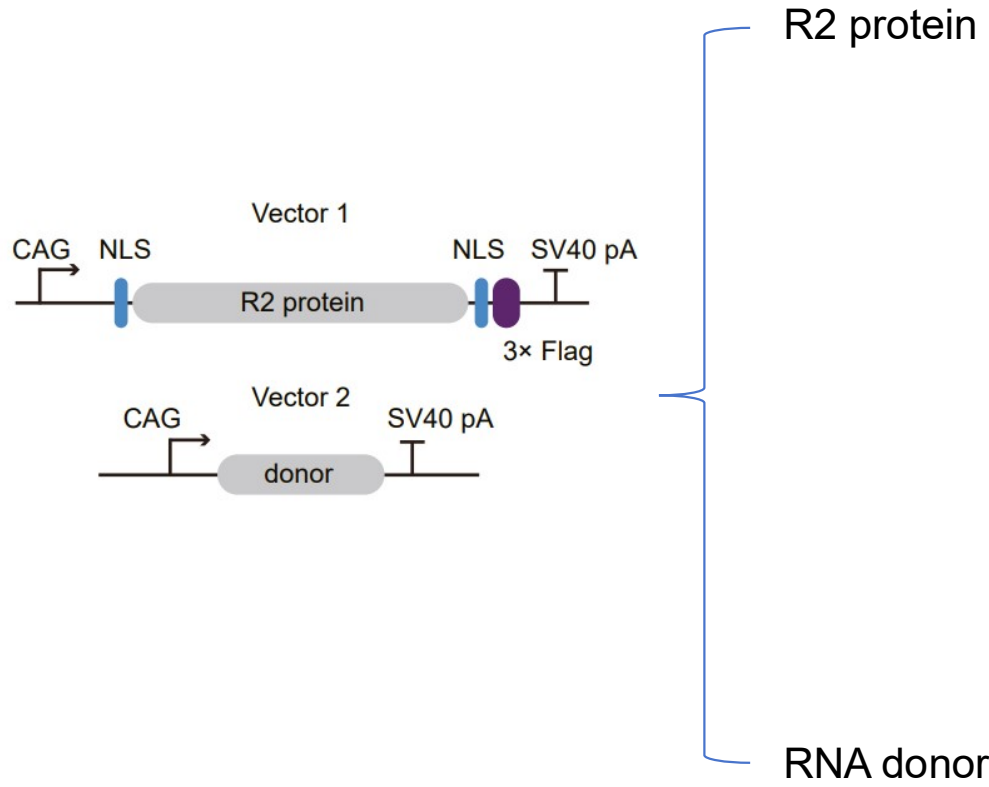 R2 protein
Vector 1
CAG NLS NLS SV40 pA
R2 protein
3× Flag
Vector 2
CAG SV40 pA
donor
RNA donor